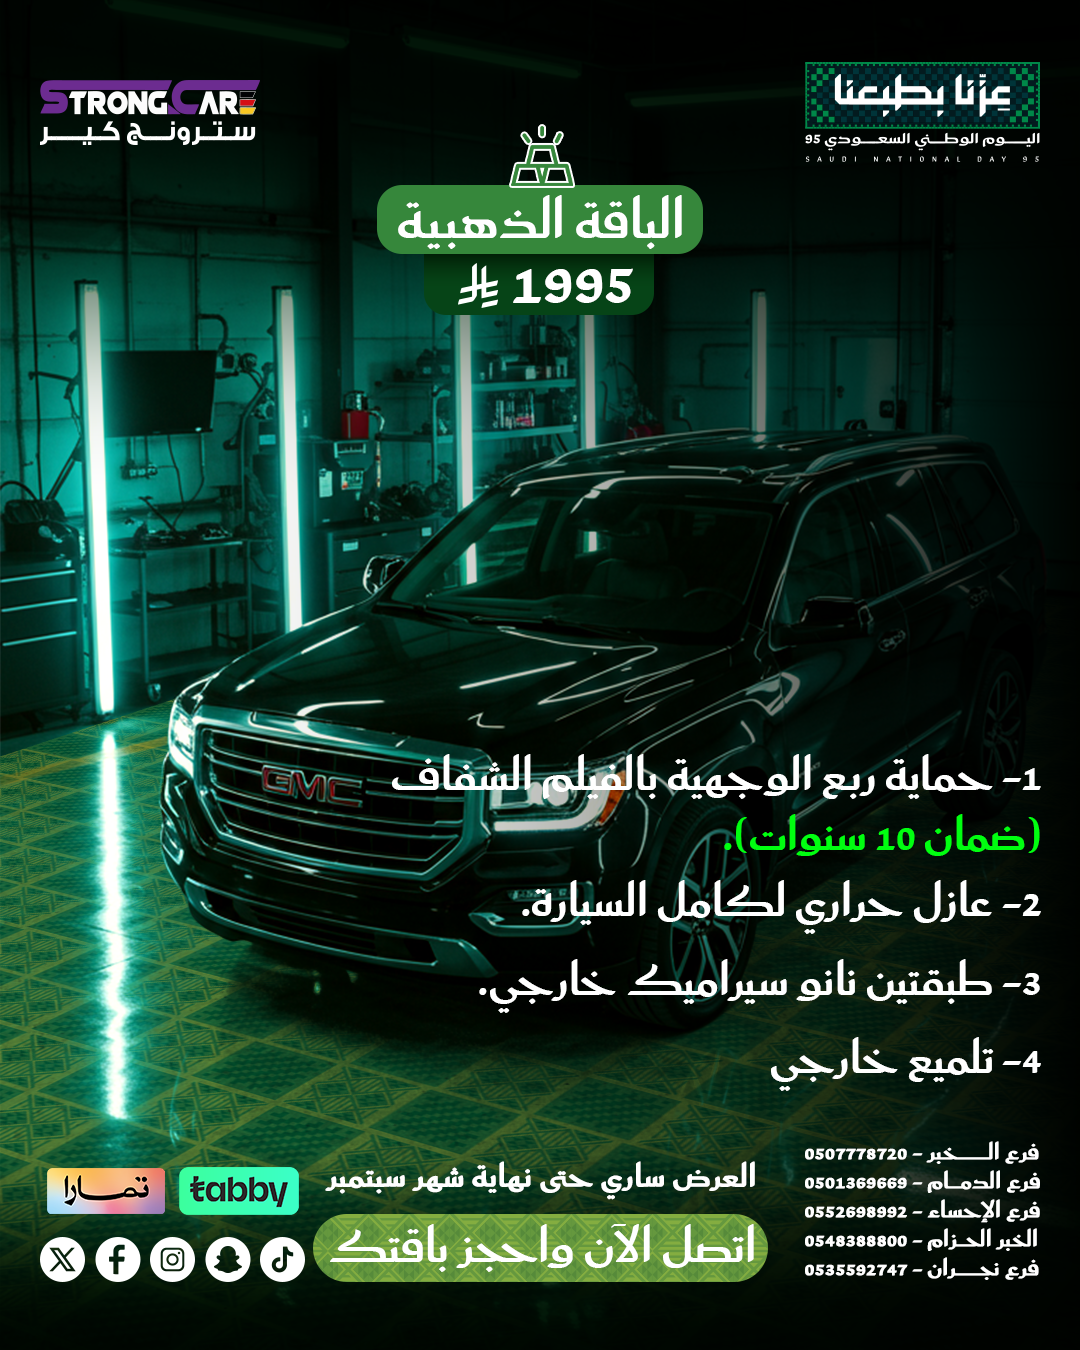 STRONG CARE
سترونج كير
عزّنا بطبعنا
اليوم الوطني السعودي 95
SAUDI NATIONAL DAY 95
الباقة الذهبية
1995
1- حماية ربع الوجهية بالفيلم الشفاف
(ضمان 10 سنوات).
2- عازل حراري لكامل السيارة.
3- طبقتين نانو سيراميك خارجي.
4- تلميع خارجي
GMC
فرع الخبر - 0507778720
فرع الدمام - 0501369669
فرع الإحساء - 0552698992
الخبر الحزام - 0548388800
فرع نجران - 0535592747
العرض ساري حتى نهاية شهر سبتمبر
اتصل الآن واحجز باقتك
تمارا
tabby